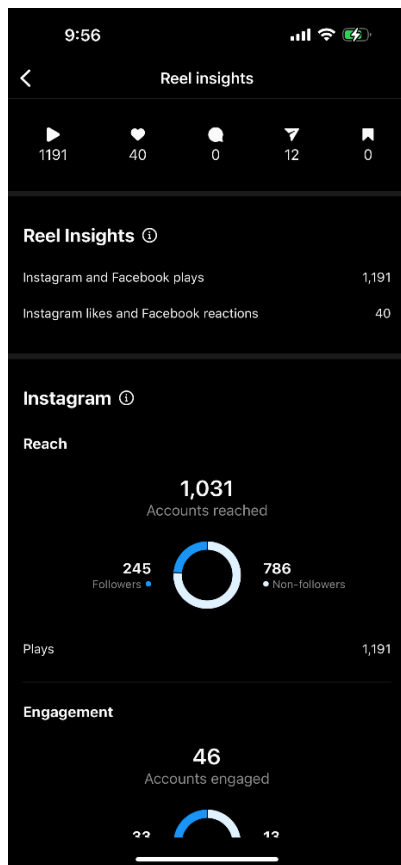 9:56
Reel insights
1191 40 0 12 0
Reel Insights
Instagram and Facebook plays 1,191
Instagram likes and Facebook reactions 40
Instagram
Reach
1,031
Accounts reached
245 786
Followers Non-followers
Plays 1,191
Engagement
46
Accounts engaged
33 13